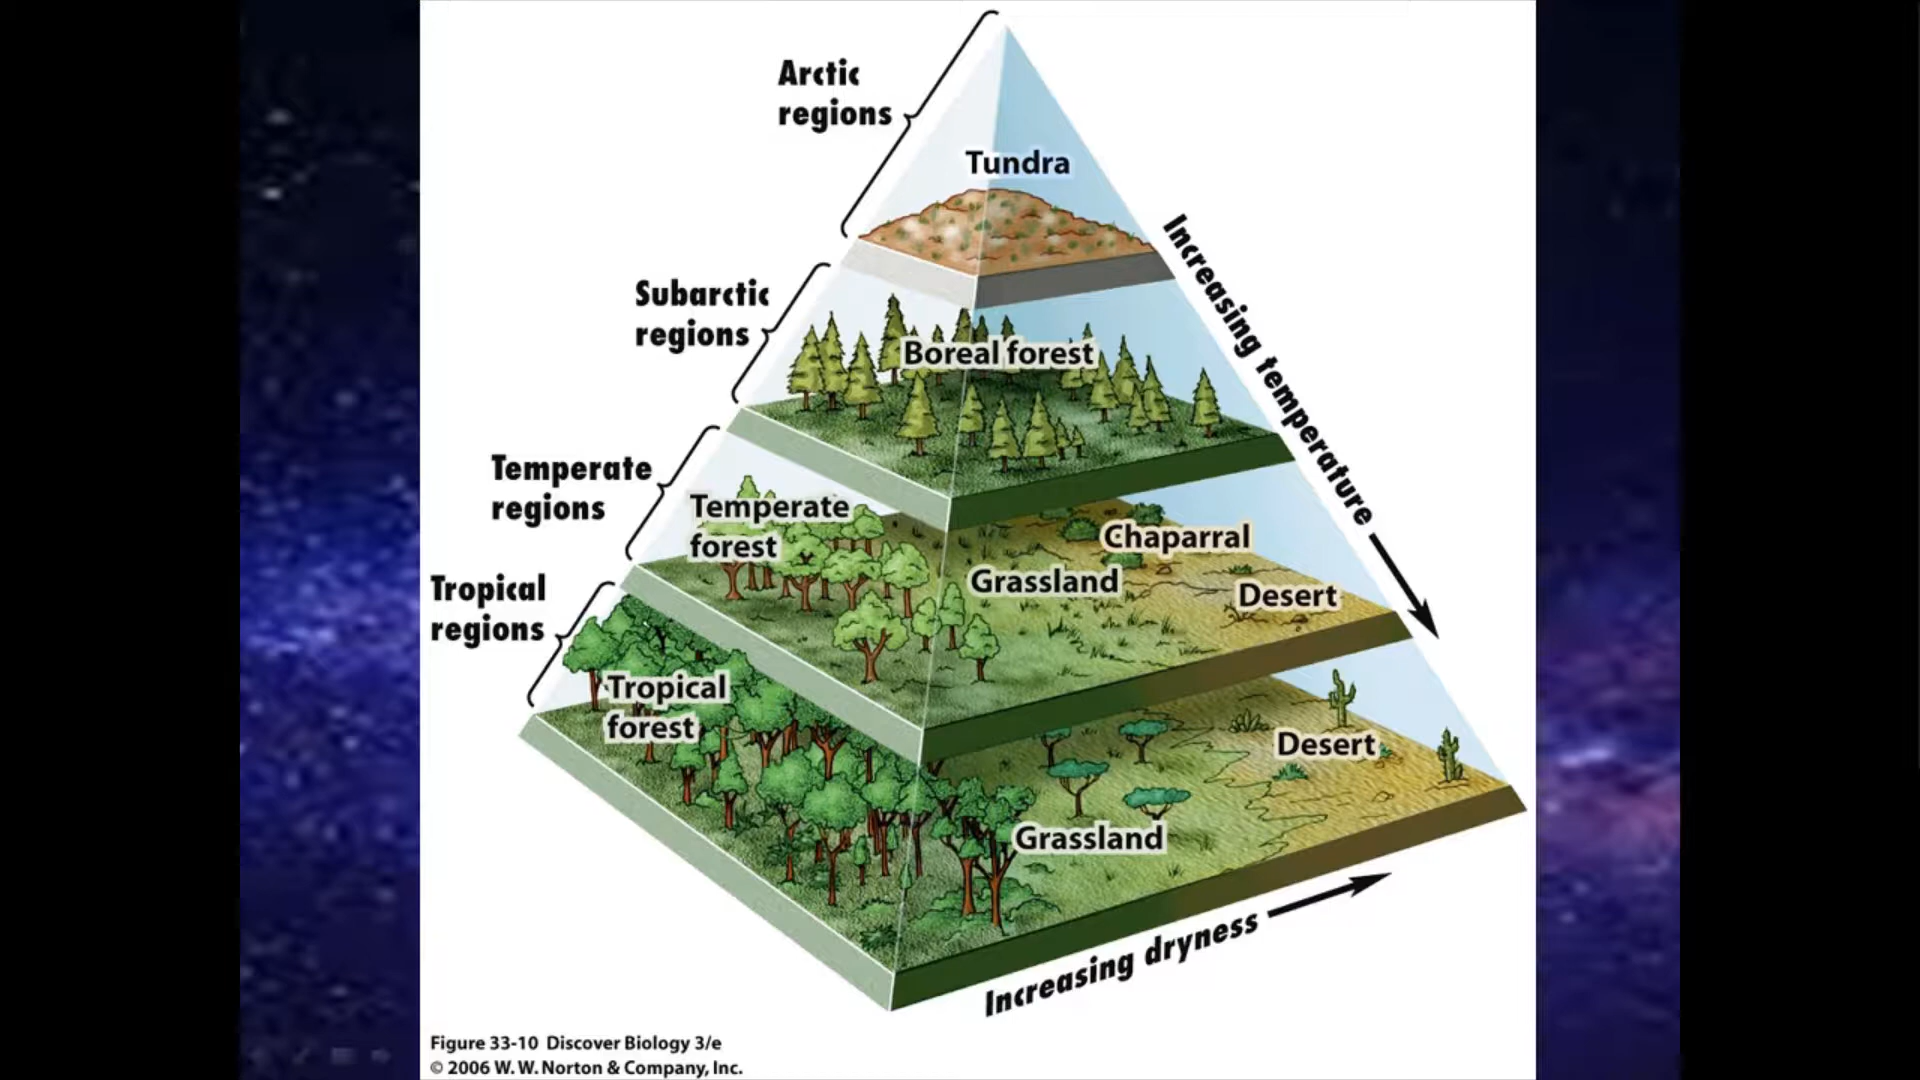 Arctic
regions
Tundra
Increasing temperature
Subarctic
regions
Boreal forest
Temperate
regions
Temperate
forest
Chaparral
Grassland
Desert
Tropical
regions
Tropical
forest
Desert
Grassland
Increasing dryness
Figure 33-10 Discover Biology 3/e
© 2006 W. W. Norton & Company, Inc.